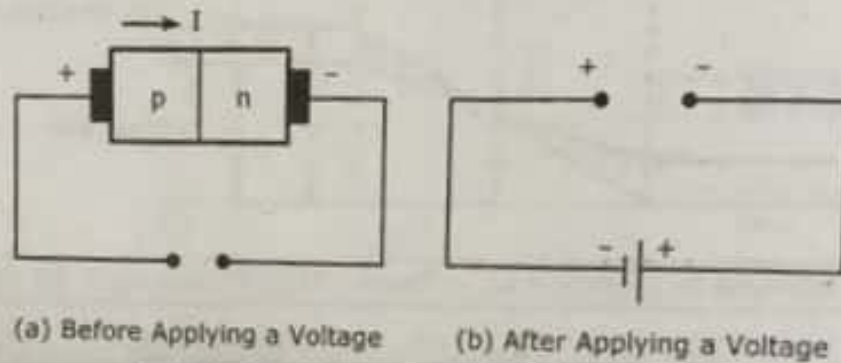 I
+ -
p n
+ -
- +
(a) Before Applying a Voltage
(b) After Applying a Voltage